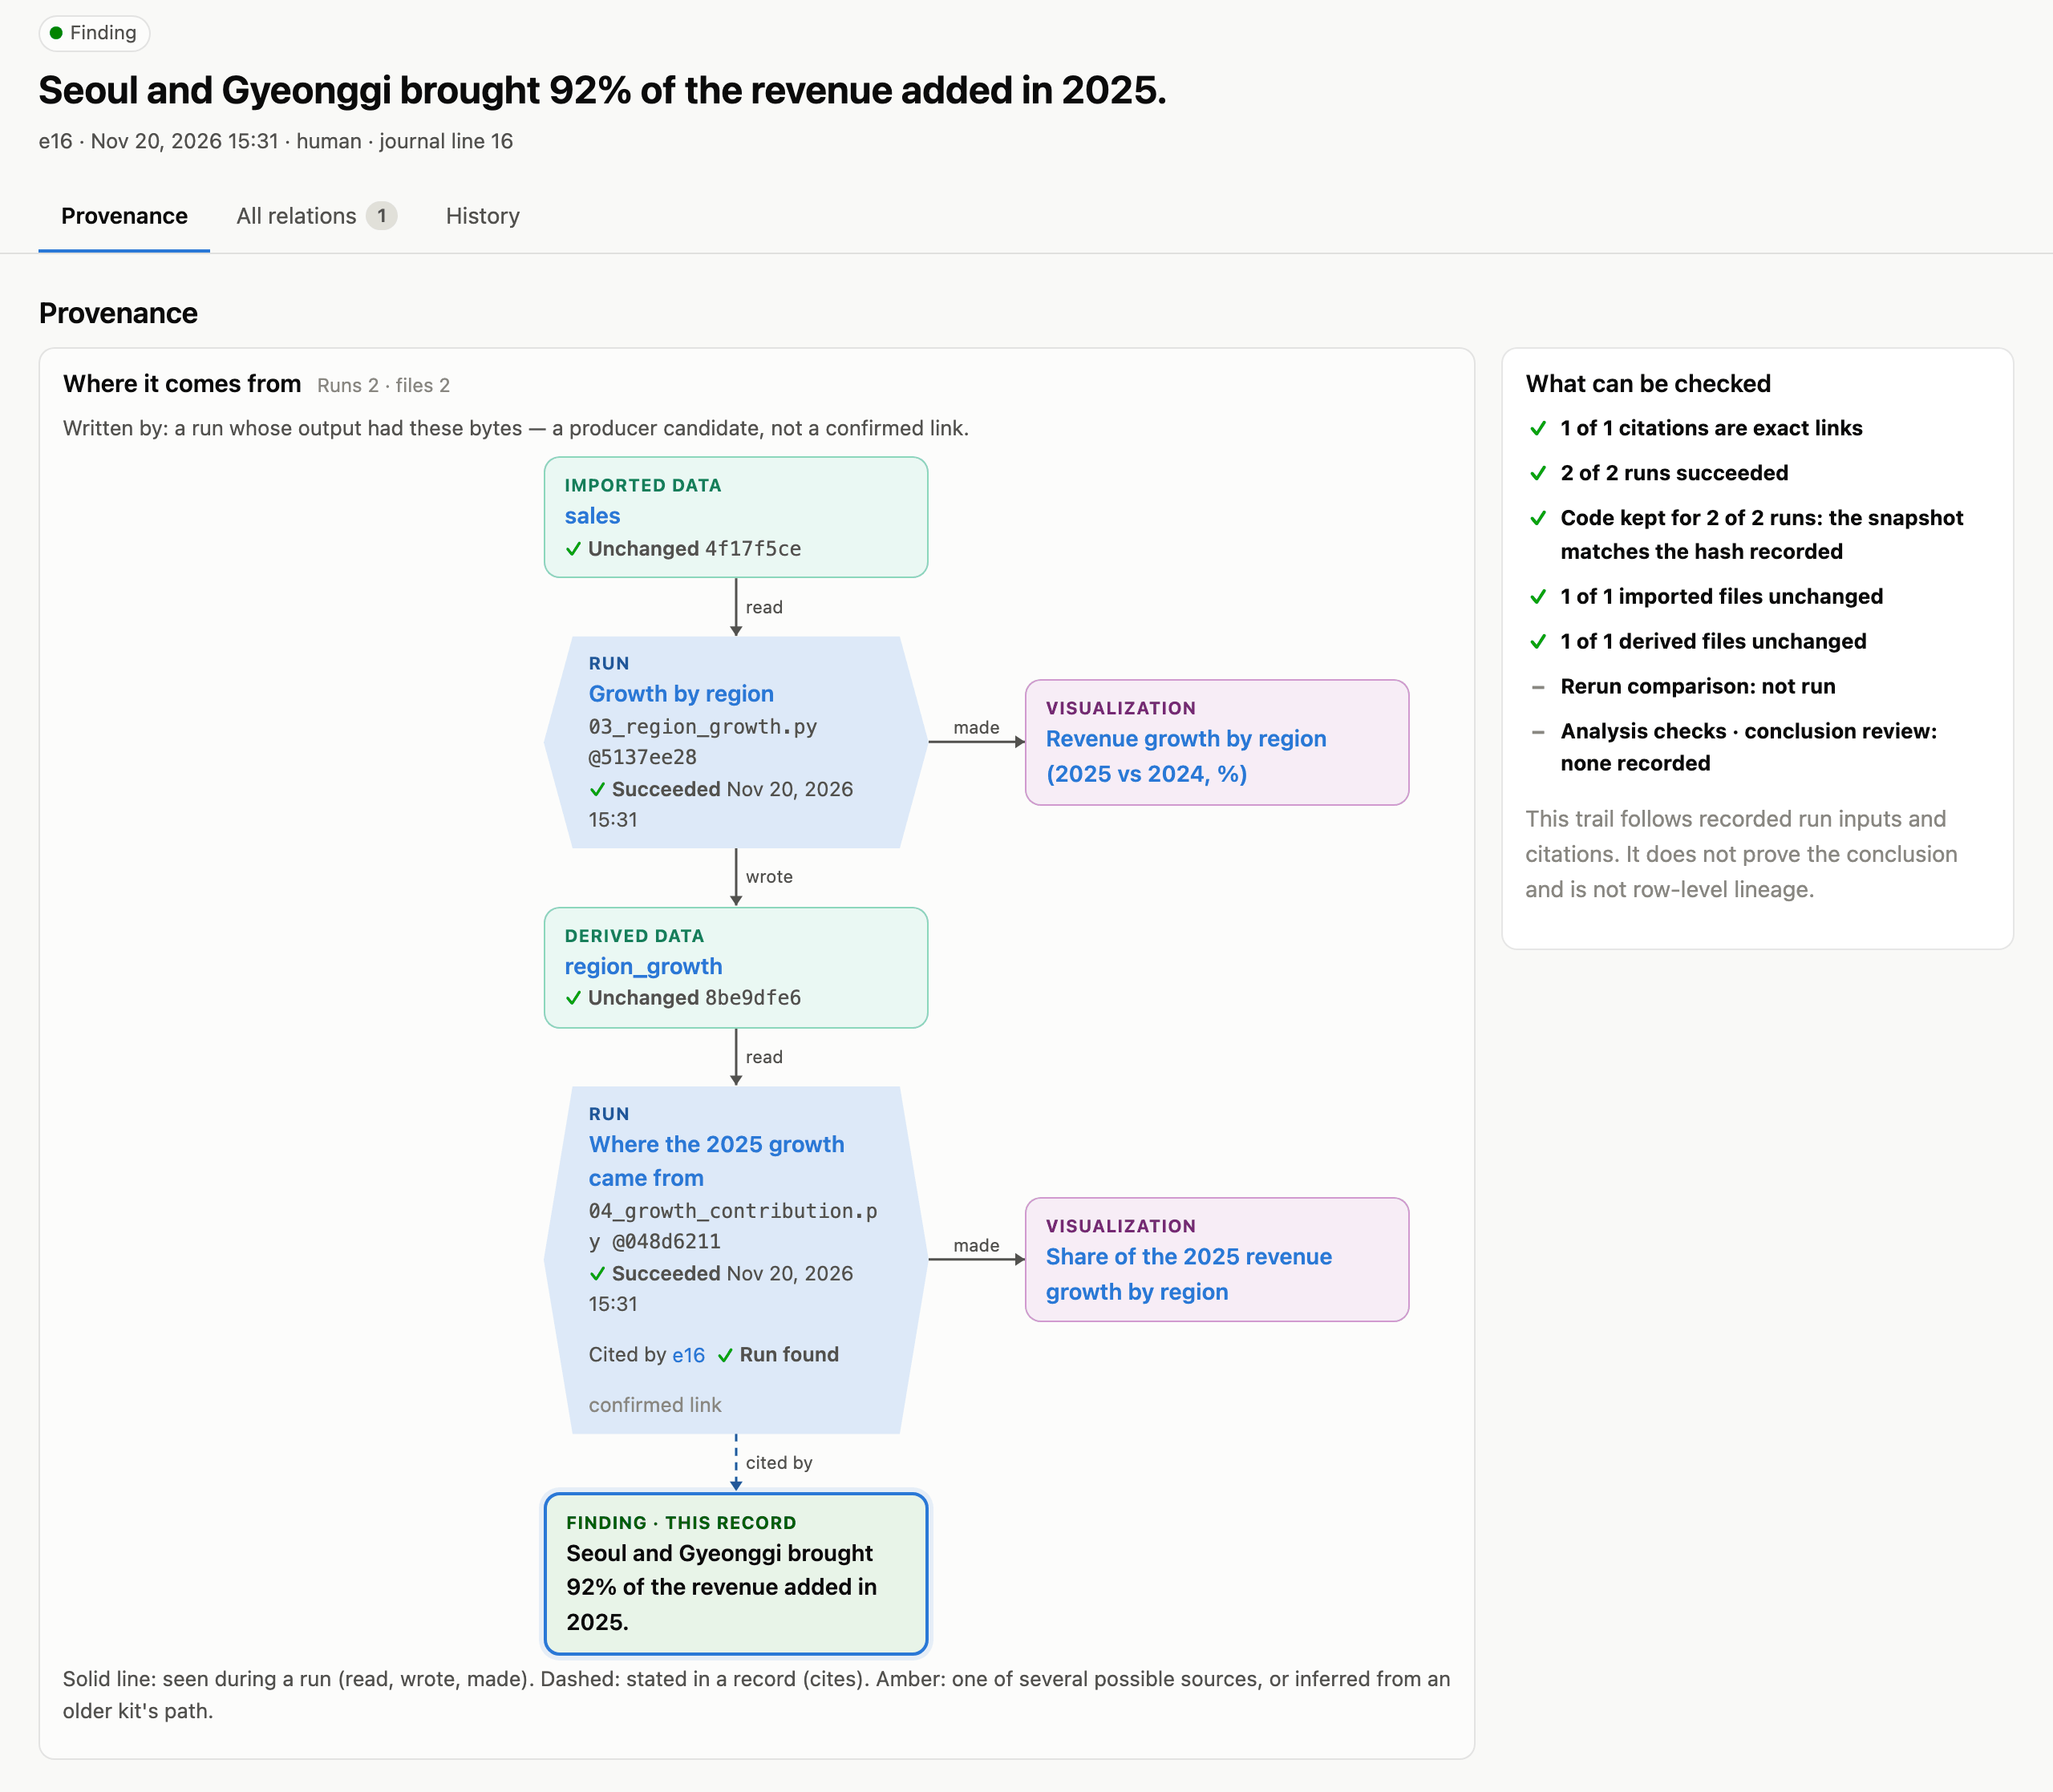 Finding
Seoul and Gyeonggi brought 92% of the revenue added in 2025.
e16 · Nov 20, 2026 15:31 · human · journal line 16
Provenance
All relations 1
History
Provenance
Where it comes from Runs 2 · files 2
Written by: a run whose output had these bytes — a producer candidate, not a confirmed link.
IMPORTED DATA
sales
Unchanged 4f17f5ce
read
RUN
Growth by region
03_region_growth.py
@5137ee28
Succeeded Nov 20, 2026
15:31
made
VISUALIZATION
Revenue growth by region
(2025 vs 2024, %)
wrote
DERIVED DATA
region_growth
Unchanged 8be9dfe6
read
RUN
Where the 2025 growth
came from
04_growth_contribution.p
y @048d6211
Succeeded Nov 20, 2026
15:31
Cited by e16 Run found
confirmed link
made
VISUALIZATION
Share of the 2025 revenue
growth by region
cited by
FINDING · THIS RECORD
Seoul and Gyeonggi brought
92% of the revenue added in
2025.
Solid line: seen during a run (read, wrote, made). Dashed: stated in a record (cites). Amber: one of several possible sources, or inferred from an
older kit's path.
What can be checked
1 of 1 citations are exact links
2 of 2 runs succeeded
Code kept for 2 of 2 runs: the snapshot
matches the hash recorded
1 of 1 imported files unchanged
1 of 1 derived files unchanged
Rerun comparison: not run
Analysis checks · conclusion review:
none recorded
This trail follows recorded run inputs and
citations. It does not prove the conclusion
and is not row-level lineage.